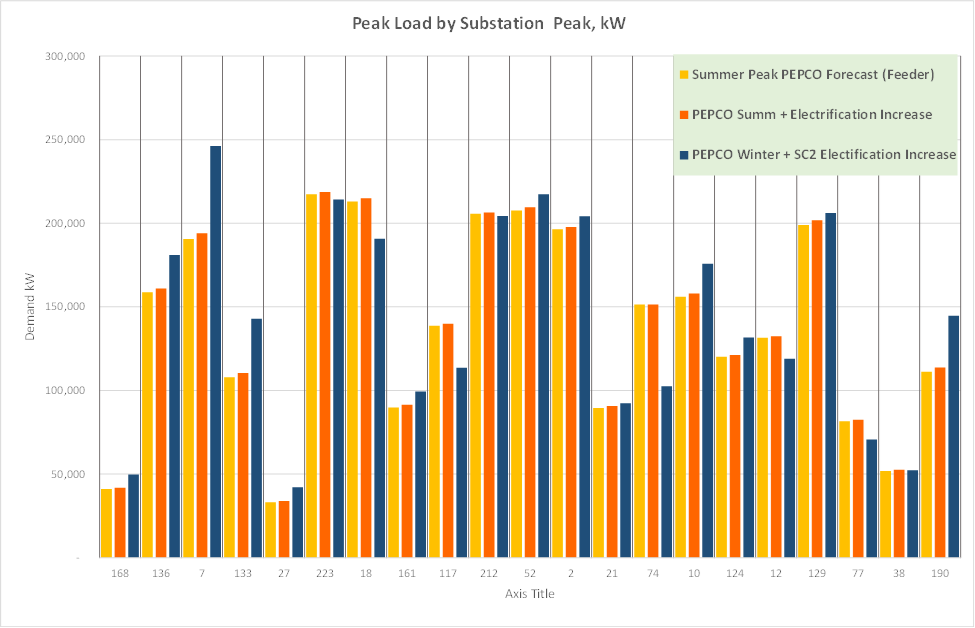 Peak Load by Substation  Peak, kW
300,000
250,000
200,000
150,000
100,000
50,000
-
Demand kW
Summer Peak PEPCO Forecast (Feeder)
PEPCO Summ + Electrification Increase
PEPCO Winter + SC2 Electification Increase
168 136 7 133 27 223 18 161 117 212 52 2 21 74 10 124 12 129 77 38 190
Axis Title